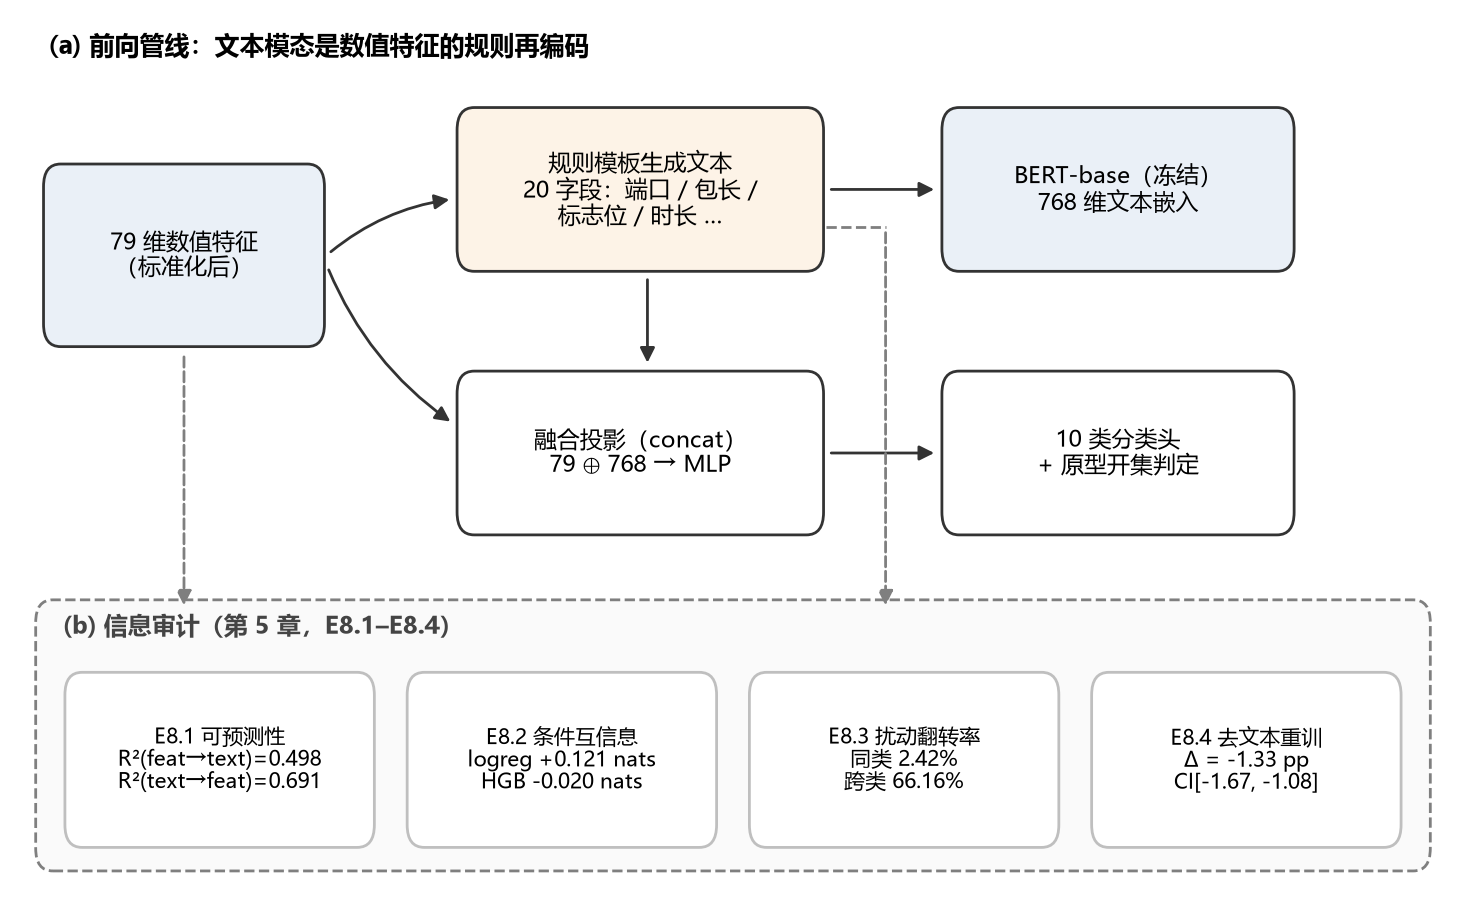 (a) 前向管线：文本模态是数值特征的规则再编码
79 维数值特征
（标准化后）
规则模板生成文本
20 字段：端口 / 包长 /
标志位 / 时长 ...
BERT-base（冻结）
768 维文本嵌入
融合投影（concat）
79 ⊕ 768 → MLP
10 类分类头
+ 原型开集判定
(b) 信息审计（第 5 章，E8.1–E8.4）
E8.1 可预测性
R²(feat→text)=0.498
R²(text→feat)=0.691
E8.2 条件互信息
logreg +0.121 nats
HGB -0.020 nats
E8.3 扰动翻转率
同类 2.42%
跨类 66.16%
E8.4 去文本重训
Δ = -1.33 pp
CI[-1.67, -1.08]